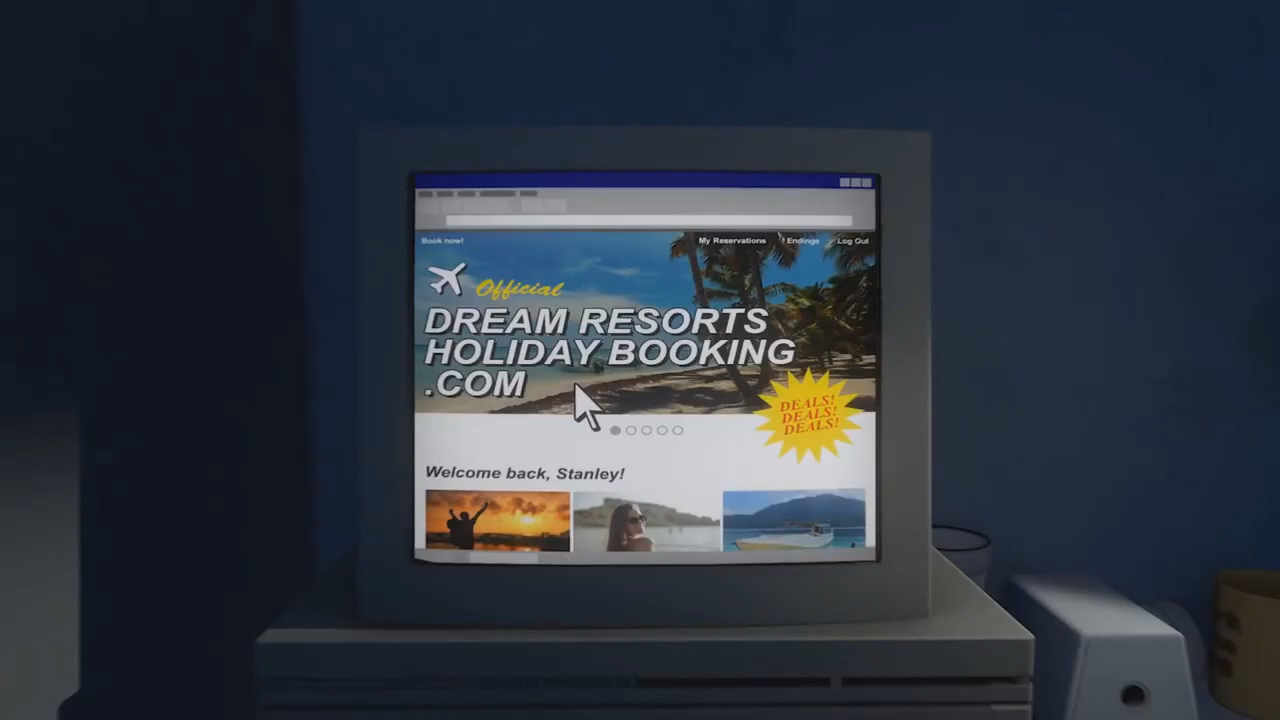 Book now!
My Reservations
Endings
Log Out
Official
DREAM RESORTS
HOLIDAY BOOKING
.COM
DEALS!
DEALS!
DEALS!
Welcome back, Stanley!